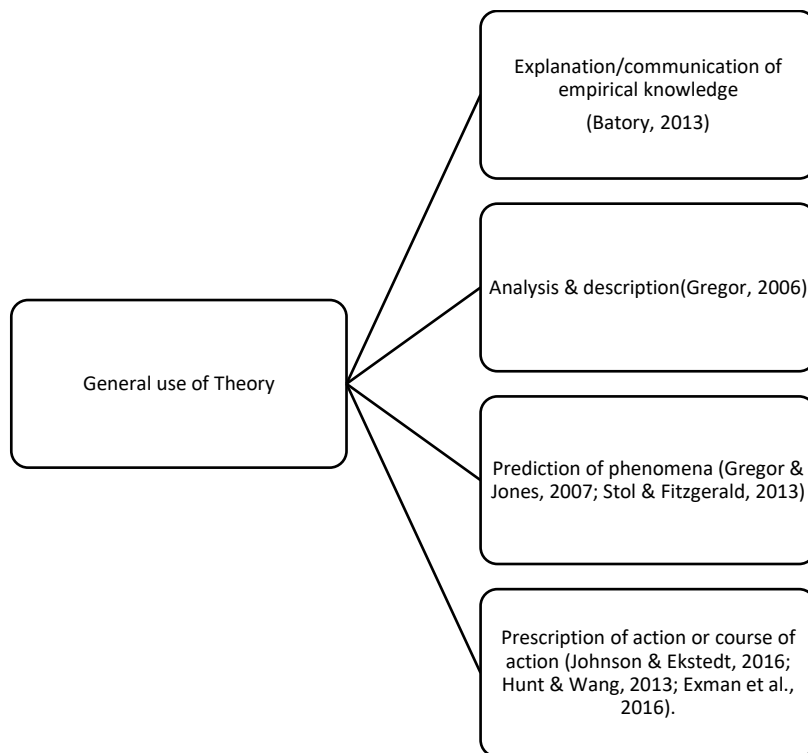 Explanation/communication of
empirical knowledge
(Batory, 2013)
Analysis & description(Gregor, 2006)
General use of Theory
Prediction of phenomena (Gregor &
Jones, 2007; Stol & Fitzgerald, 2013)
Prescription of action or course of
action (Johnson & Ekstedt, 2016;
Hunt & Wang, 2013; Exman et al.,
2016).